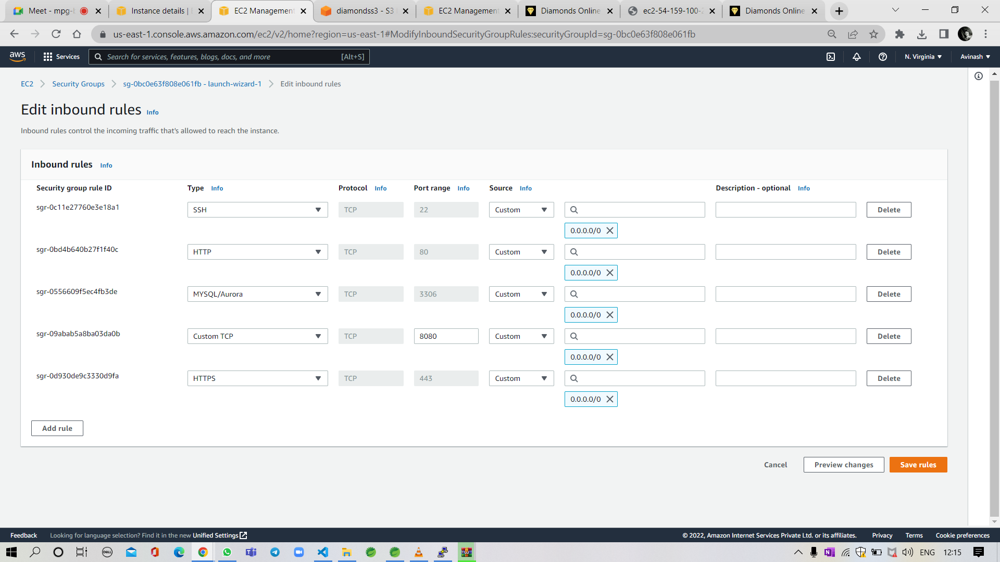 Meet - mpg-b
Instance details | E
EC2 Management
diamondss3 - S3
EC2 Management
Diamonds Online
ec2-54-159-100-2
Diamonds Online
us-east-1.console.aws.amazon.com/ec2/v2/home?region=us-east-1#ModifyInboundSecurityGroupRules:securityGroupId=sg-0bc0e63f808e061fb
aws Services Search for services, features, blogs, docs, and more [Alt+S] N. Virginia Avinash
EC2 Security Groups sg-0bc0e63f808e061fb - launch-wizard-1 Edit inbound rules
Edit inbound rules Info
Inbound rules control the incoming traffic that's allowed to reach the instance.
Inbound rules Info
Security group rule ID Type Info Protocol Info Port range Info Source Info Description - optional Info
sgr-0c11e27760e3e18a1 SSH TCP 22 Custom Delete
0.0.0.0/0
sgr-0bd4b640b27f1f40c HTTP TCP 80 Custom Delete
0.0.0.0/0
sgr-0556609f5ec4fb3de MYSQL/Aurora TCP 3306 Custom Delete
0.0.0.0/0
sgr-09abab5a8ba03da0b Custom TCP TCP 8080 Custom Delete
0.0.0.0/0
sgr-0d930de9c3330d9fa HTTPS TCP 443 Custom Delete
0.0.0.0/0
Add rule
Cancel Preview changes Save rules
Feedback Looking for language selection? Find it in the new Unified Settings © 2022, Amazon Internet Services Private Ltd. or its affiliates. Privacy Terms Cookie preferences
DELL ENG 12:15